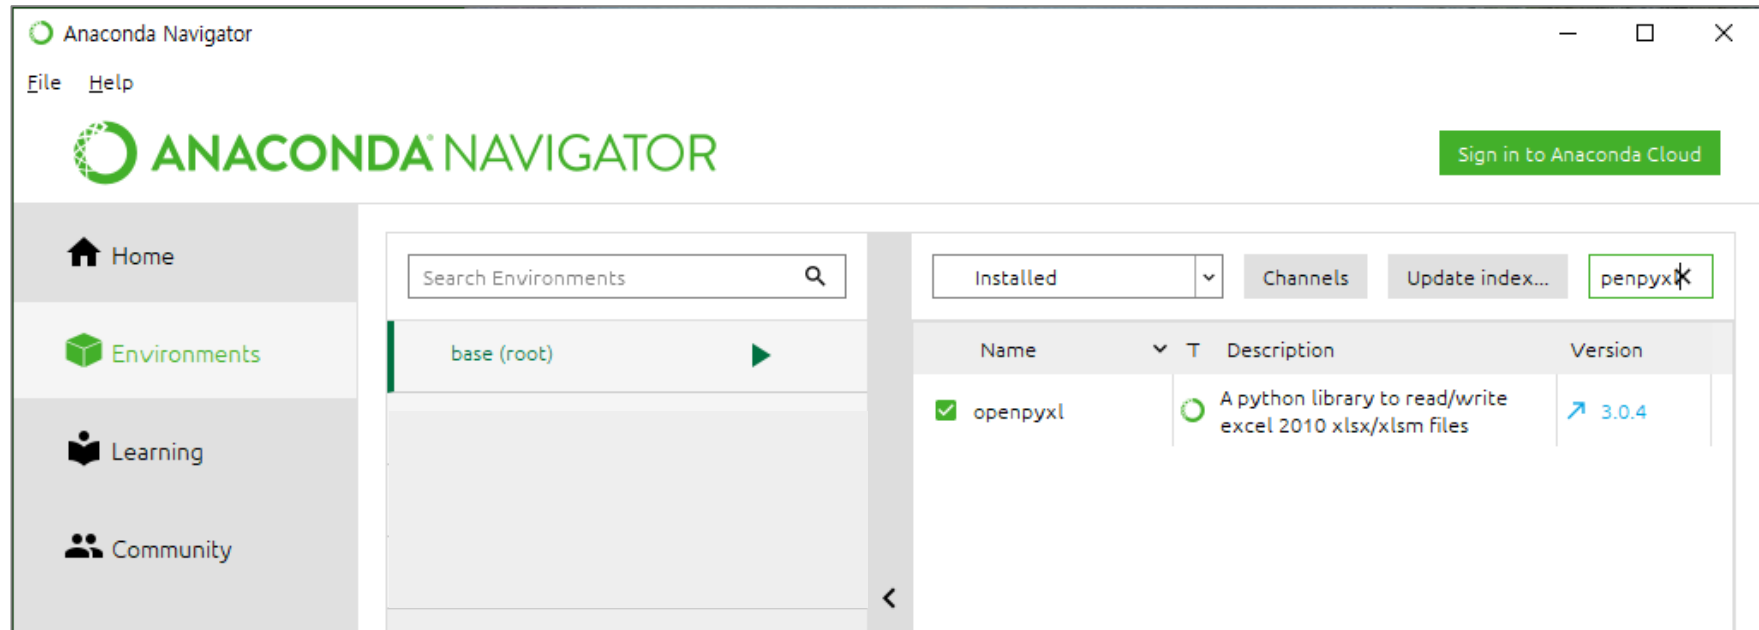 Anaconda Navigator
File Help
ANACONDA NAVIGATOR
Sign in to Anaconda Cloud
Home
Environments
Learning
Community
Search Environments
base (root)
Installed
Channels
Update index...
penpyxl
Name T Description Version
openpyxl
A python library to read/write
excel 2010 xlsx/xlsm files
3.0.4